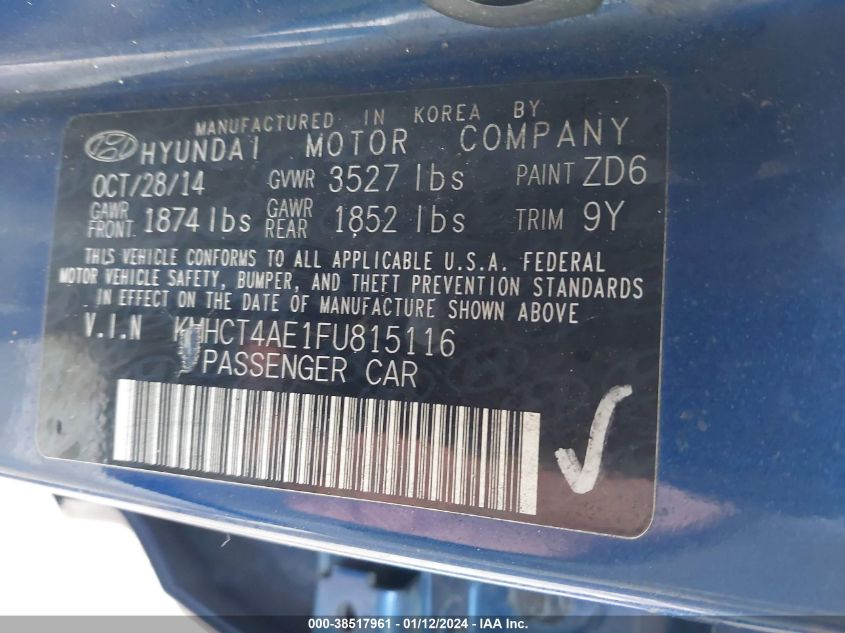 MANUFACTURED IN KOREA BY
HYUNDAI MOTOR COMPANY
OCT/28/14 GVWR 3527 lbs PAINT ZD6
GAWR FRONT 1874 lbs GAWR REAR 1852 lbs TRIM 9Y
THIS VEHICLE CONFORMS TO ALL APPLICABLE U.S.A. FEDERAL
MOTOR VEHICLE SAFETY, BUMPER, AND THEFT PREVENTION STANDARDS
IN EFFECT ON THE DATE OF MANUFACTURE SHOWN ABOVE
V.I.N KMHCT4AE1FU815116
PASSENGER CAR
000-38517961 - 01/12/2024 - IAA Inc.